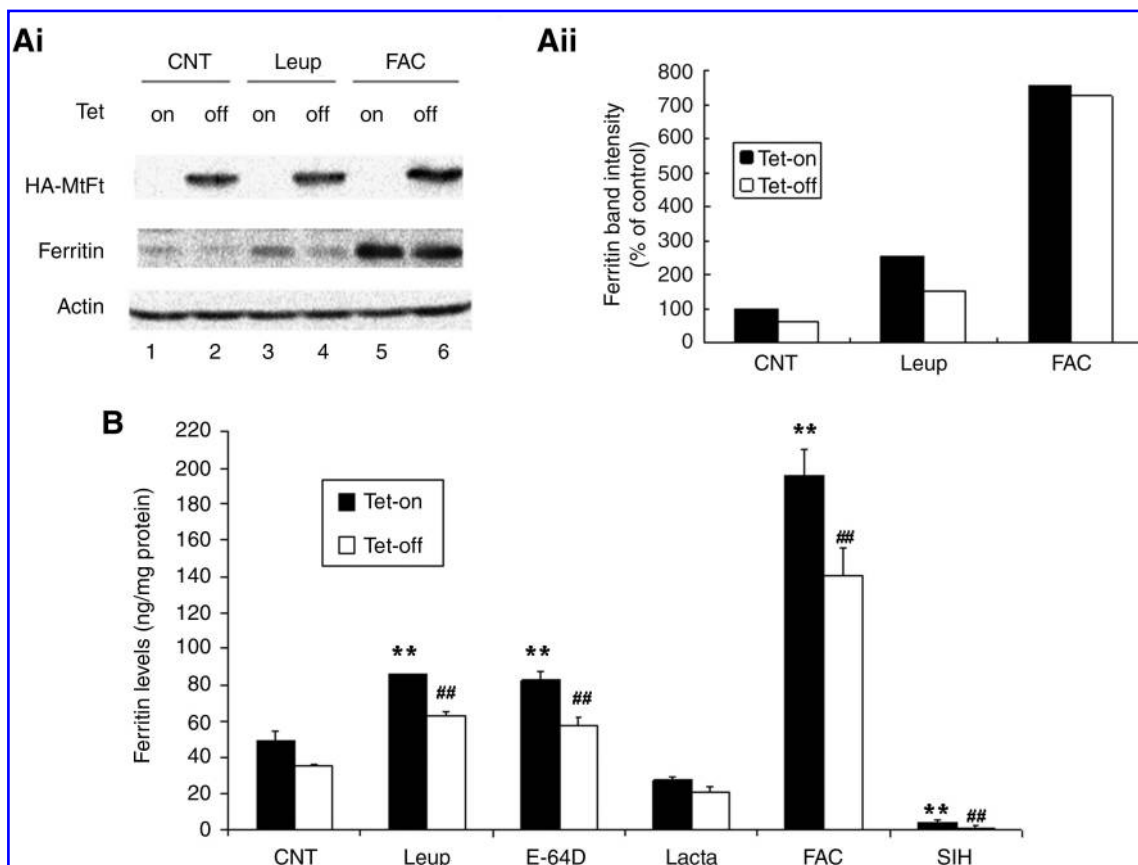 Ai
CNT Leup FAC
Tet on off on off on off
HA-MtFt
Ferritin
Actin
1 2 3 4 5 6
Aii
Ferritin band intensity
(% of control)
800
700
600
500
400
300
200
100
0
Tet-on
Tet-off
CNT Leup FAC
B
Ferritin levels (ng/mg protein)
220
200
180
160
140
120
100
80
60
40
20
0
Tet-on
Tet-off
** ## ** ## ** ## ** ##
CNT Leup E-64D Lacta FAC SIH